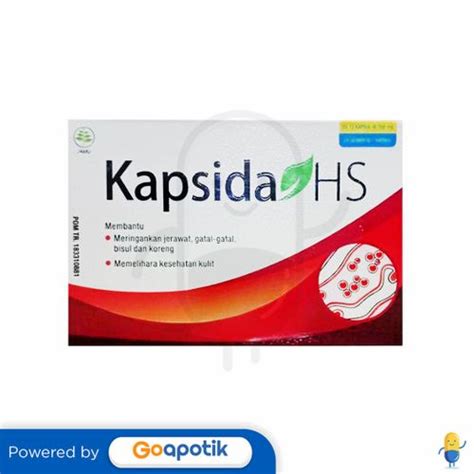 JAMU
Kapsida HS
Membantu
• Meringankan jerawat, gatal-gatal,
bisul dan koreng
• Memelihara kesehatan kulit
POM TR. 183310881
Powered by Goapotik